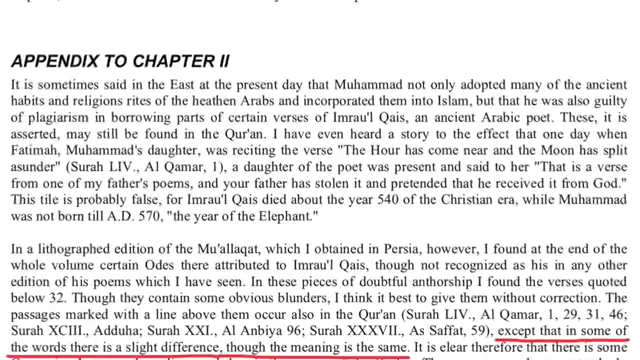 APPENDIX TO CHAPTER II
It is sometimes said in the East at the present day that Muhammad not only adopted many of the ancient
habits and religions rites of the heathen Arabs and incorporated them into Islam, but that he was also guilty
of plagiarism in borrowing parts of certain verses of Imrau'l Qais, an ancient Arabic poet. These, it is
asserted, may still be found in the Qur'an. I have even heard a story to the effect that one day when
Fatimah, Muhammad's daughter, was reciting the verse "The Hour has come near and the Moon has split
asunder" (Surah LIV., Al Qamar, 1), a daughter of the poet was present and said to her "That is a verse
from one of my father's poems, and your father has stolen it and pretended that he received it from God."
This tile is probably false, for Imrau'l Qais died about the year 540 of the Christian era, while Muhammad
was not born till A.D. 570, "the year of the Elephant."
In a lithographed edition of the Mu'allaqat, which I obtained in Persia, however, I found at the end of the
whole volume certain Odes there attributed to Imrau'l Qais, though not recognized as his in any other
edition of his poems which I have seen. In these pieces of doubtful anthorship I found the verses quoted
below 32. Though they contain some obvious blunders, I think it best to give them without correction. The
passages marked with a line above them occur also in the Qur'an (Surah LIV., Al Qamar, 1, 29, 31, 46;
Surah XCIII., Adduha; Surah XXI., Al Anbiya 96; Surah XXXVII., As Saffat, 59), except that in some of
the words there is a slight difference, though the meaning is the same. It is clear therefore that there is some